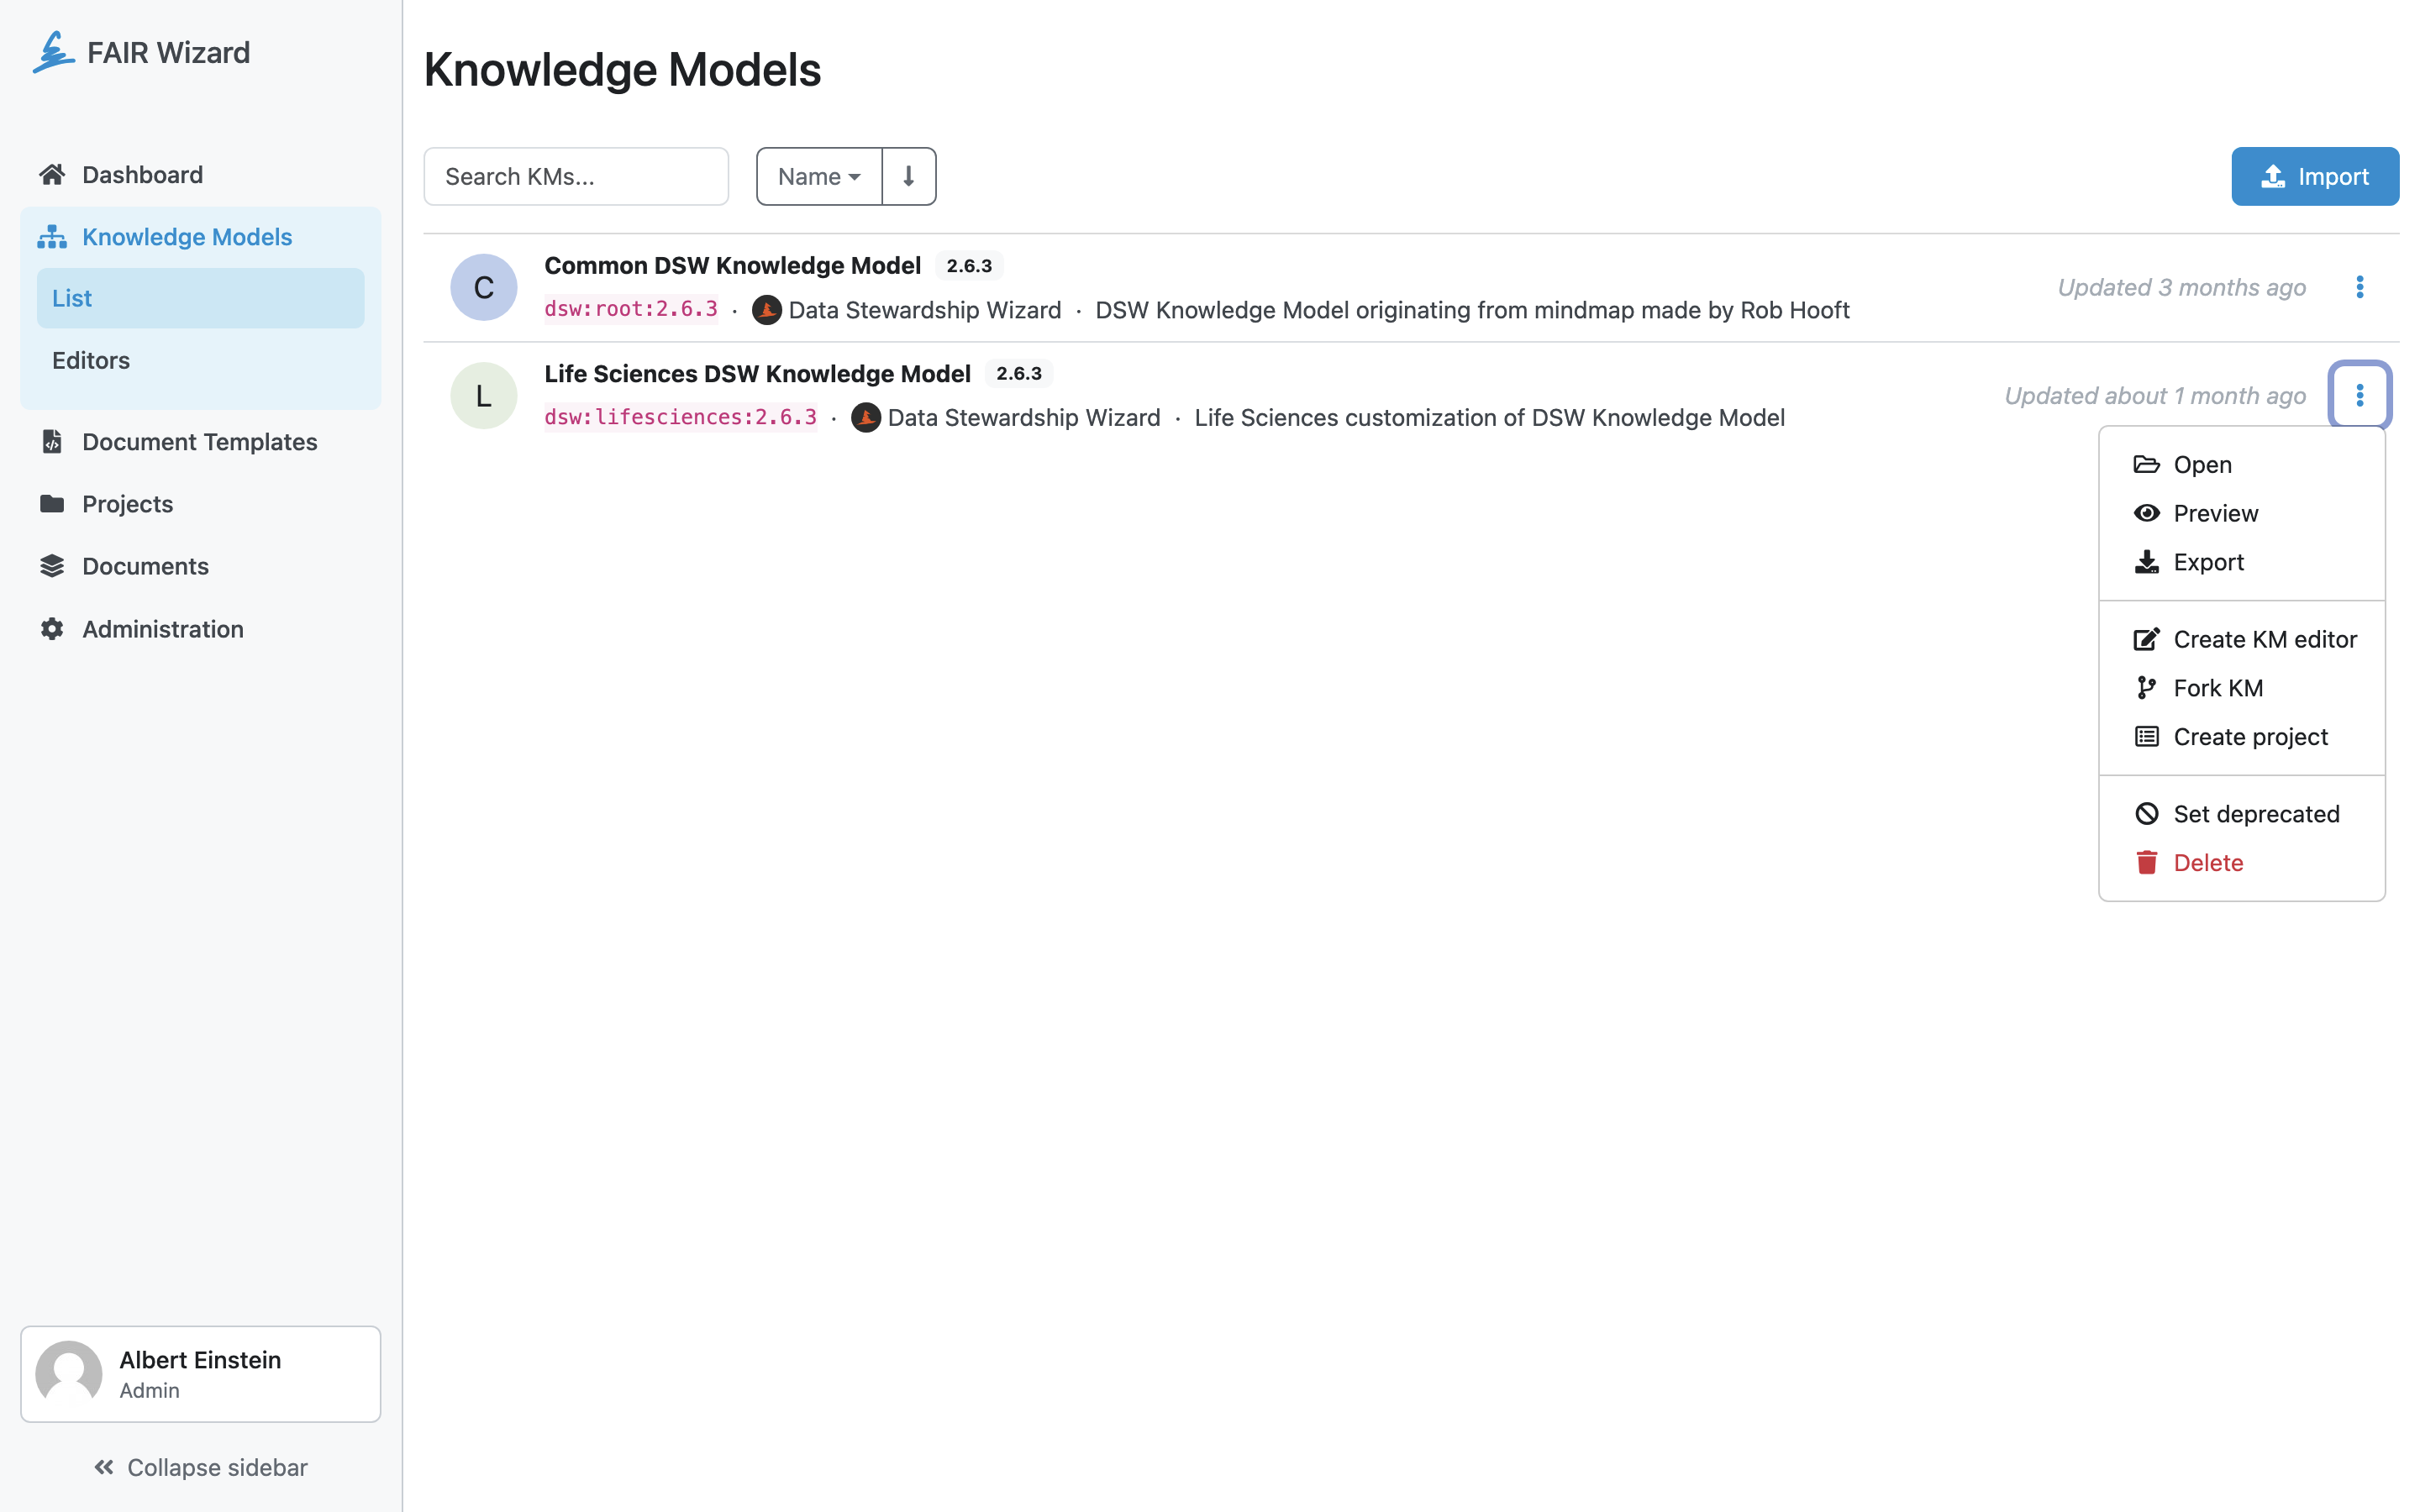 FAIR Wizard
Dashboard
Knowledge Models
List
Editors
Document Templates
Projects
Documents
Administration
Albert Einstein
Admin
Collapse sidebar
Knowledge Models
Search KMs...
Name
Import
C
Common DSW Knowledge Model 2.6.3
dsw:root:2.6.3 · Data Stewardship Wizard · DSW Knowledge Model originating from mindmap made by Rob Hooft
Updated 3 months ago
L
Life Sciences DSW Knowledge Model 2.6.3
dsw:lifesciences:2.6.3 · Data Stewardship Wizard · Life Sciences customization of DSW Knowledge Model
Updated about 1 month ago
Open
Preview
Export
Create KM editor
Fork KM
Create project
Set deprecated
Delete